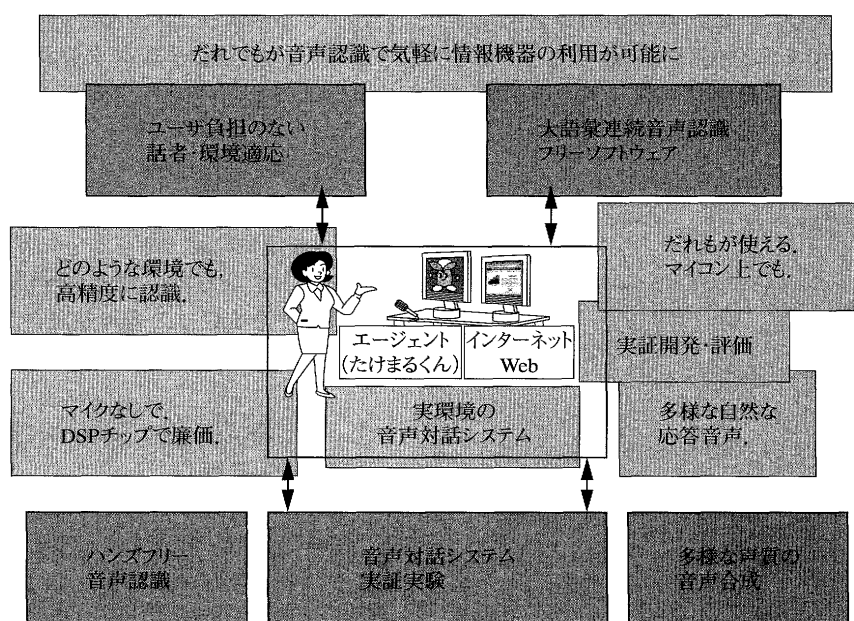 だれでもが音声認識で気軽に情報機器の利用が可能に
ユーザ負担のない
話者・環境適応
大語彙連続音声認識
フリーソフトウェア
どのような環境でも,
高精度に認識.
だれもが使える.
マイコン上でも.
エージェント
(たけまるくん)
インターネット
Web
実証開発・評価
マイクなしで,
DSPチップで廉価.
実環境の
音声対話システム
多様な自然な
応答音声.
ハンズフリー
音声認識
音声対話システム
実証実験
多様な声質の
音声合成